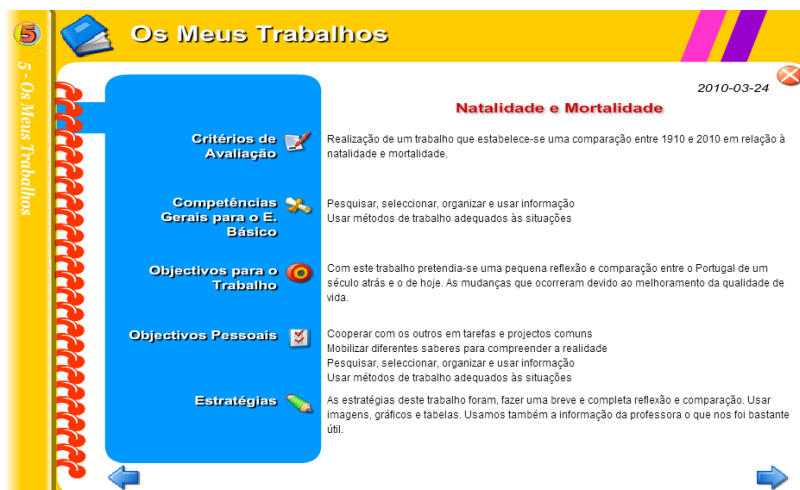 5
Os Meus Trabalhos
5 - Os Meus Trabalhos
2010-03-24
Natalidade e Mortalidade
Critérios de
Avaliação
Realização de um trabalho que estabelece-se uma comparação entre 1910 e 2010 em relação à
natalidade e mortalidade.
Competências
Gerais para o E.
Básico
Pesquisar, seleccionar, organizar e usar informação
Usar métodos de trabalho adequados às situações
Objectivos para o
Trabalho
Com este trabalho pretendia-se uma pequena reflexão e comparação entre o Portugal de um
século atrás e o de hoje. As mudanças que ocorreram devido ao melhoramento da qualidade de
vida.
Objectivos Pessoais
Cooperar com os outros em tarefas e projectos comuns
Mobilizar diferentes saberes para compreender a realidade
Pesquisar, seleccionar, organizar e usar informação
Usar métodos de trabalho adequados às situações
Estratégias
As estratégias deste trabalho foram, fazer uma breve e completa reflexão e comparação. Usar
imagens, gráficos e tabelas. Usamos também a informação da professora o que nos foi bastante
útil.